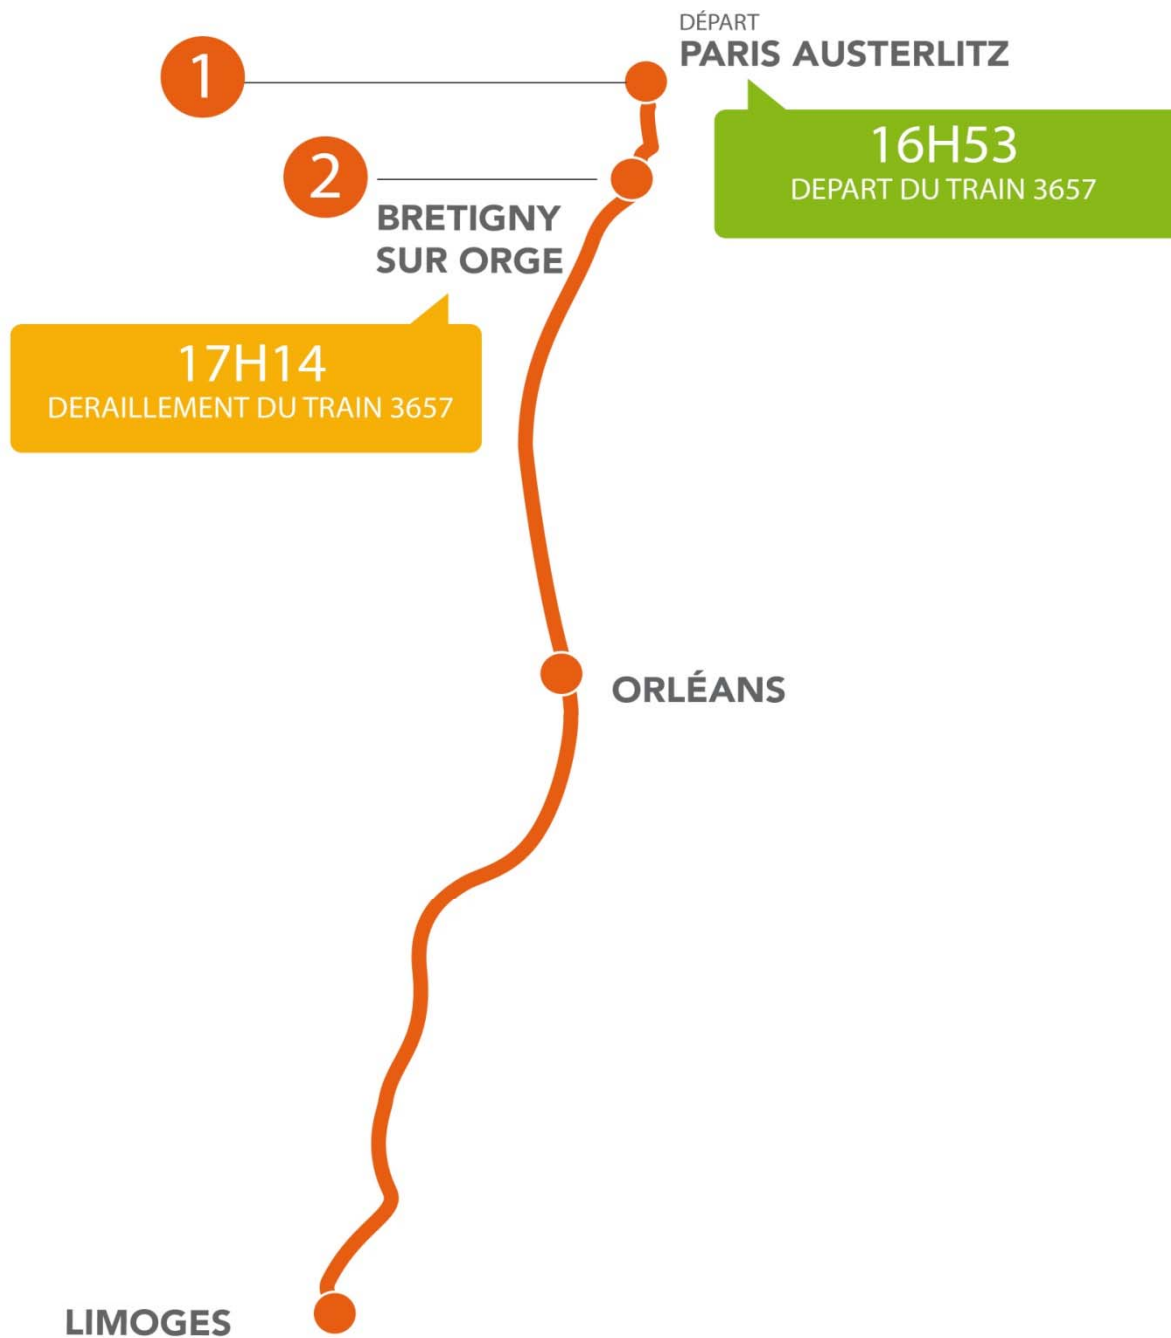 DÉPART
PARIS AUSTERLITZ
1
16H53
DEPART DU TRAIN 3657
2
BRETIGNY
SUR ORGE
17H14
DERAILLEMENT DU TRAIN 3657
ORLÉANS
LIMOGES